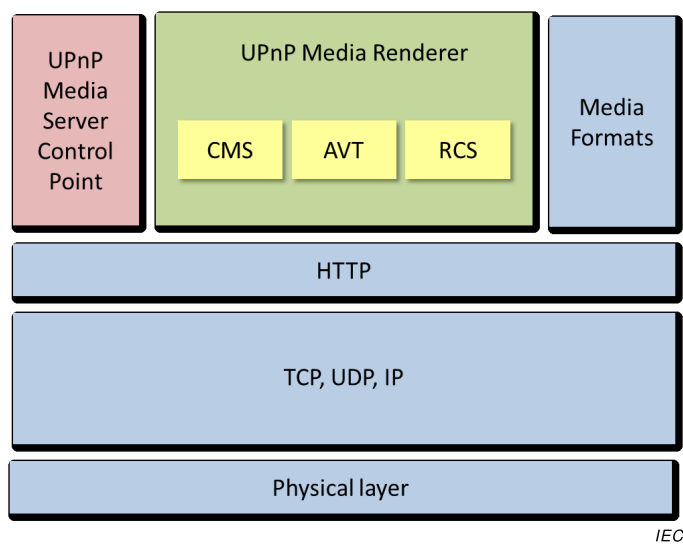 UPnP
Media
Server
Control
Point
UPnP Media Renderer
CMS
AVT
RCS
Media
Formats
HTTP
TCP, UDP, IP
Physical layer
IEC